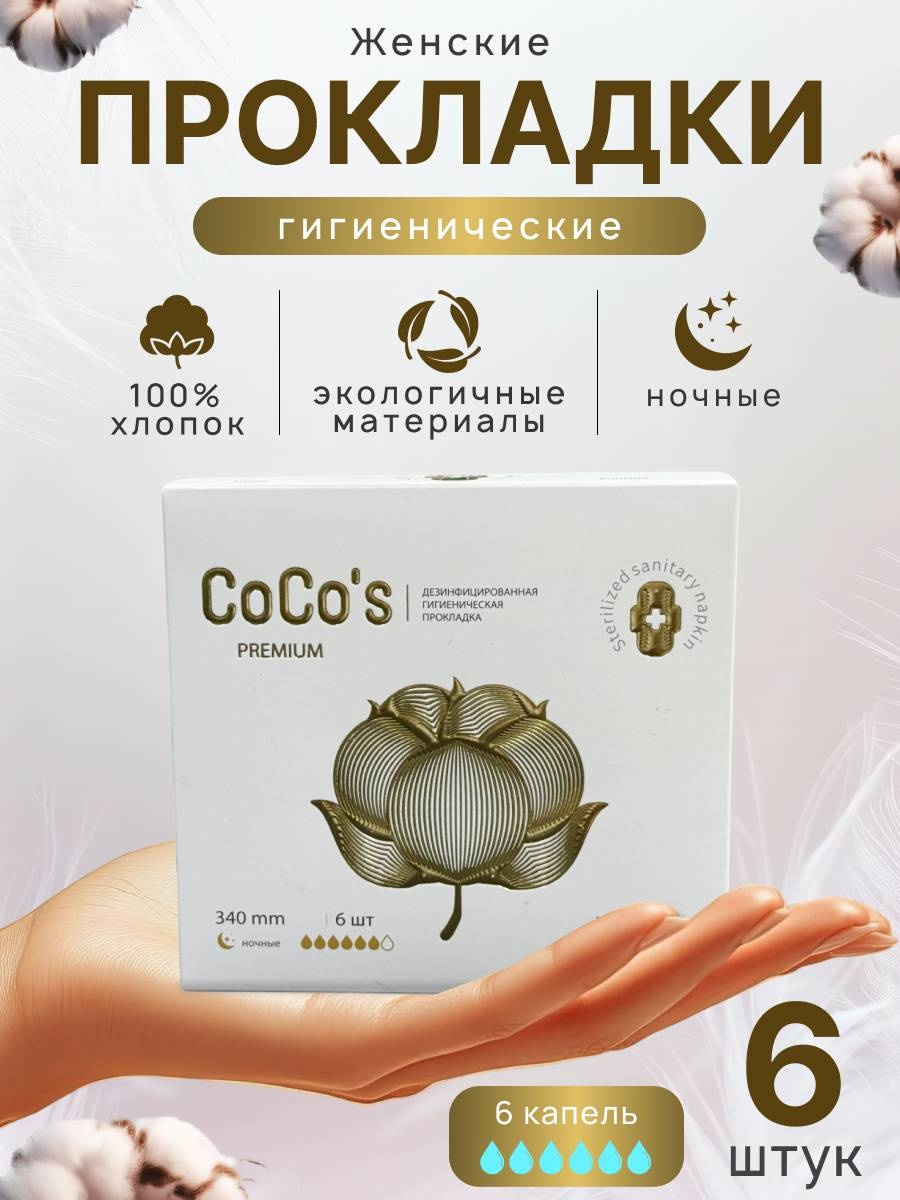 Женские
ПРОКЛАДКИ
гигиенические
100%
хлопок
экологичные
материалы
ночные
CoCo's
PREMIUM
ДЕЗИНФИЦИРОВАННАЯ
ГИГИЕНИЧЕСКАЯ
ПРОКЛАДКА
Sterilized sanitary napkin
340 mm | 6 шт
ночные
6 капель
6
штук